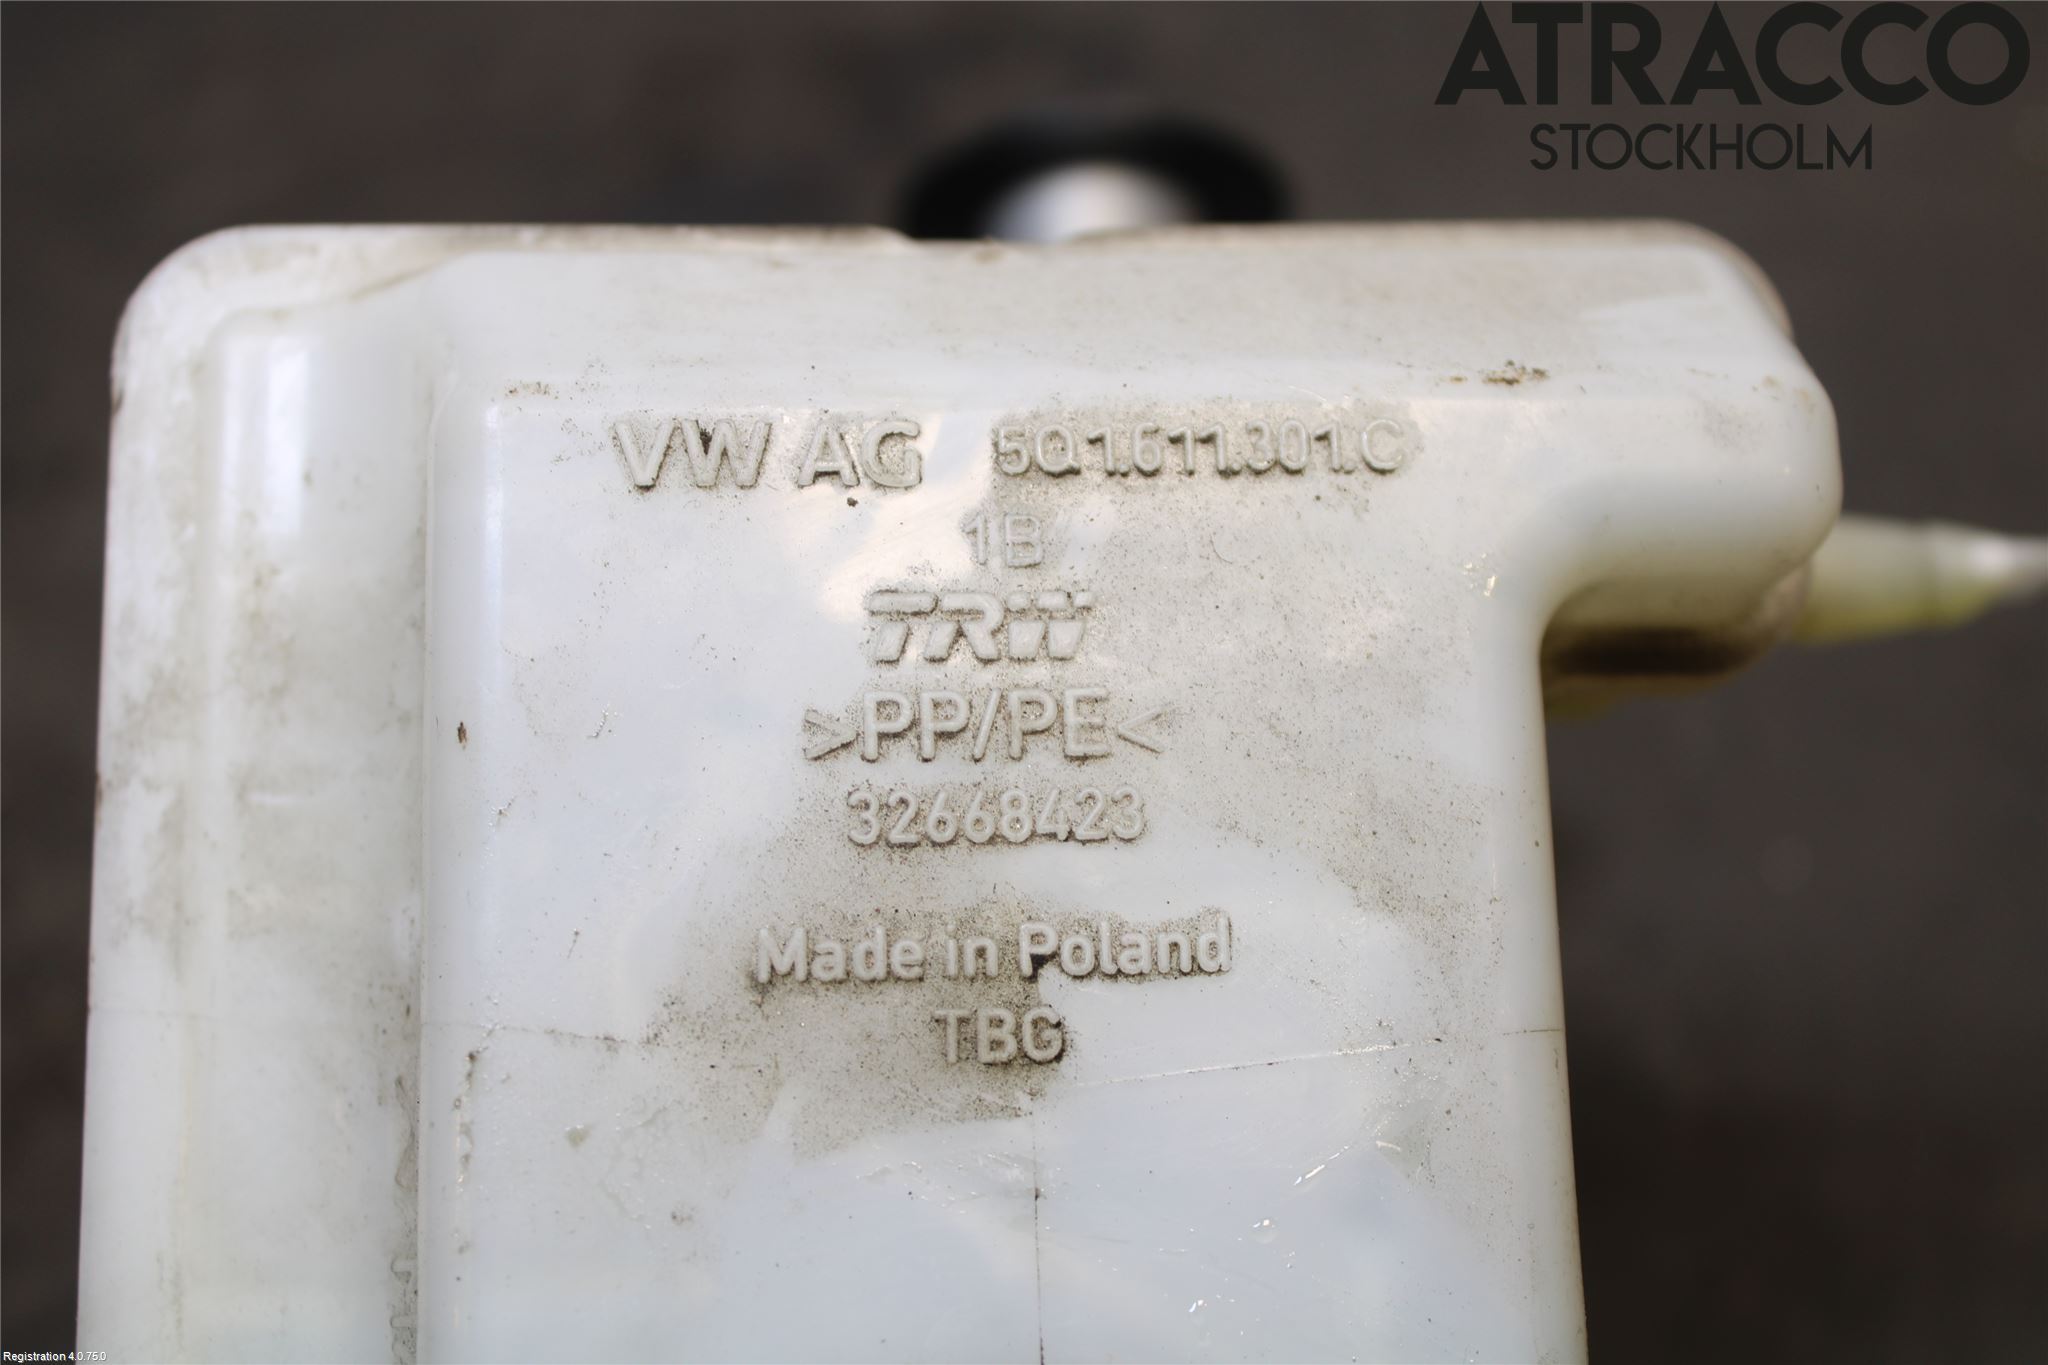 ATRACCO
STOCKHOLM
VW AG 5Q1.611.301.C
1B
TRW
>PP/PE<
32668423
Made in Poland
TBG
Registration 4.0.75.0